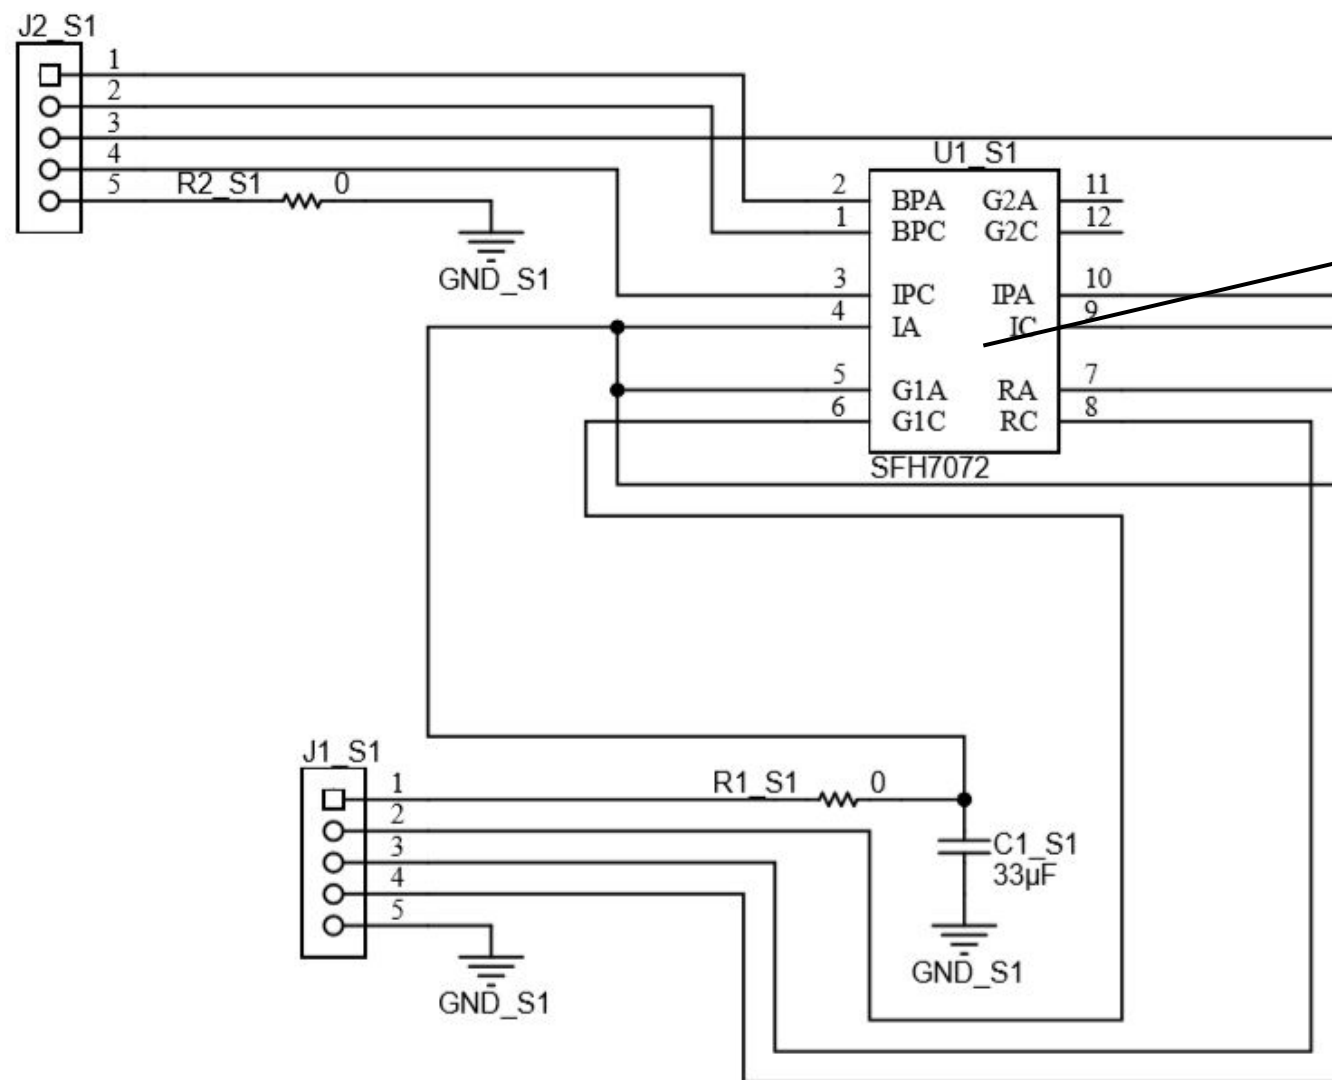 J2_S1
1
2
3
4
5
R2_S1 0
GND_S1
U1_S1
2 BPA G2A 11
1 BPC G2C 12
3 IPC IPA 10
4 IA IC 9
5 G1A RA 7
6 G1C RC 8
SFH7072
J1_S1
1
2
3
4
5
R1_S1 0
C1_S1
33µF
GND_S1
GND_S1